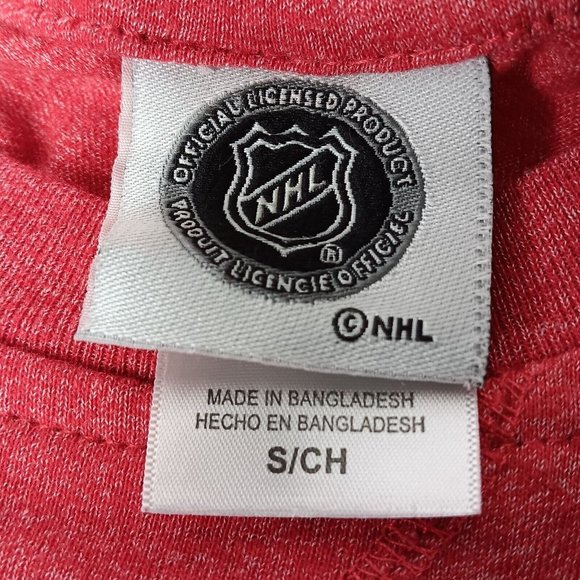 OFFICIAL LICENSED PRODUCT
NHL
®
PRODUIT LICENCIE OFFICIEL
© NHL
MADE IN BANGLADESH
HECHO EN BANGLADESH
S/CH